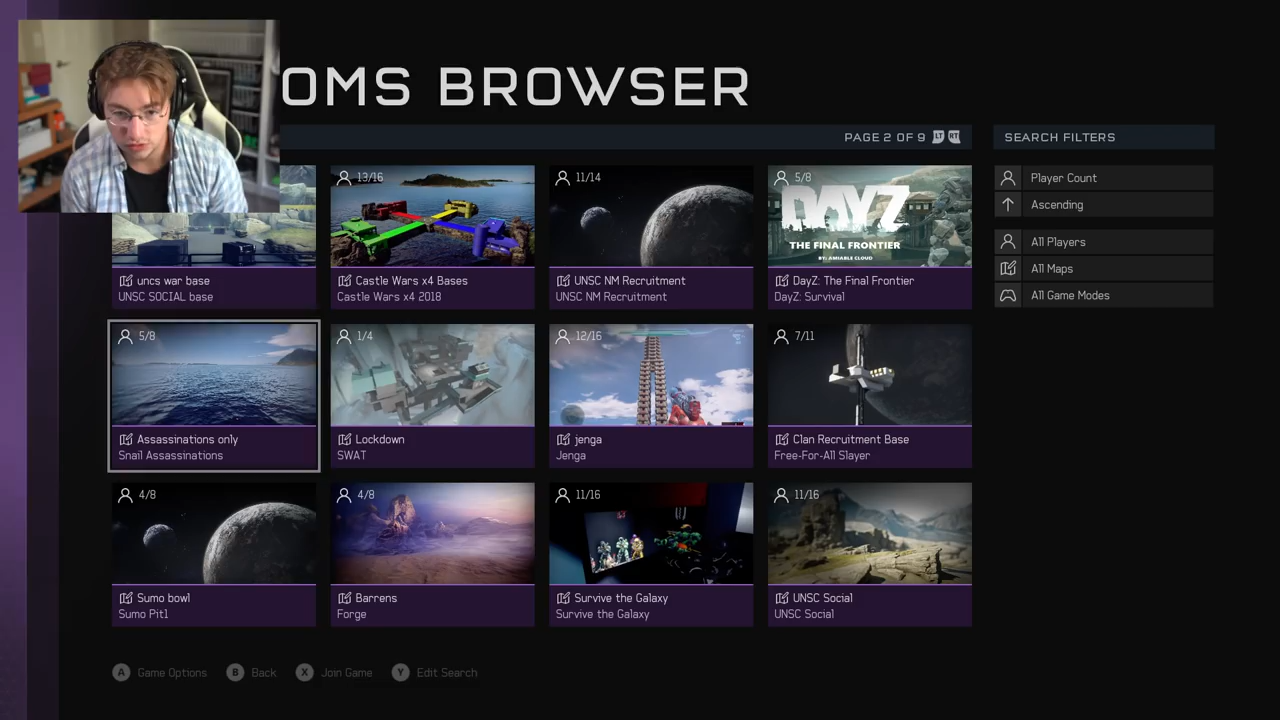 OMS BROWSER
PAGE 2 OF 9 LT RT
SEARCH FILTERS
Player Count
Ascending
All Players
All Maps
All Game Modes
uncs war base
UNSC SOCIAL base
13/16
Castle Wars x4 Bases
Castle Wars x4 2018
11/14
UNSC NM Recruitment
UNSC NM Recruitment
5/8
DAYZ
THE FINAL FRONTIER
BY: AMIABLE CLOUD
DayZ: The Final Frontier
DayZ: Survival
5/8
Assassinations only
Snail Assassinations
1/4
Lockdown
SWAT
12/16
jenga
Jenga
7/11
Clan Recruitment Base
Free-For-All Slayer
4/8
Sumo bowl
Sumo Pit1
4/8
Barrens
Forge
11/16
Survive the Galaxy
Survive the Galaxy
11/16
UNSC Social
UNSC Social
A Game Options B Back X Join Game Y Edit Search